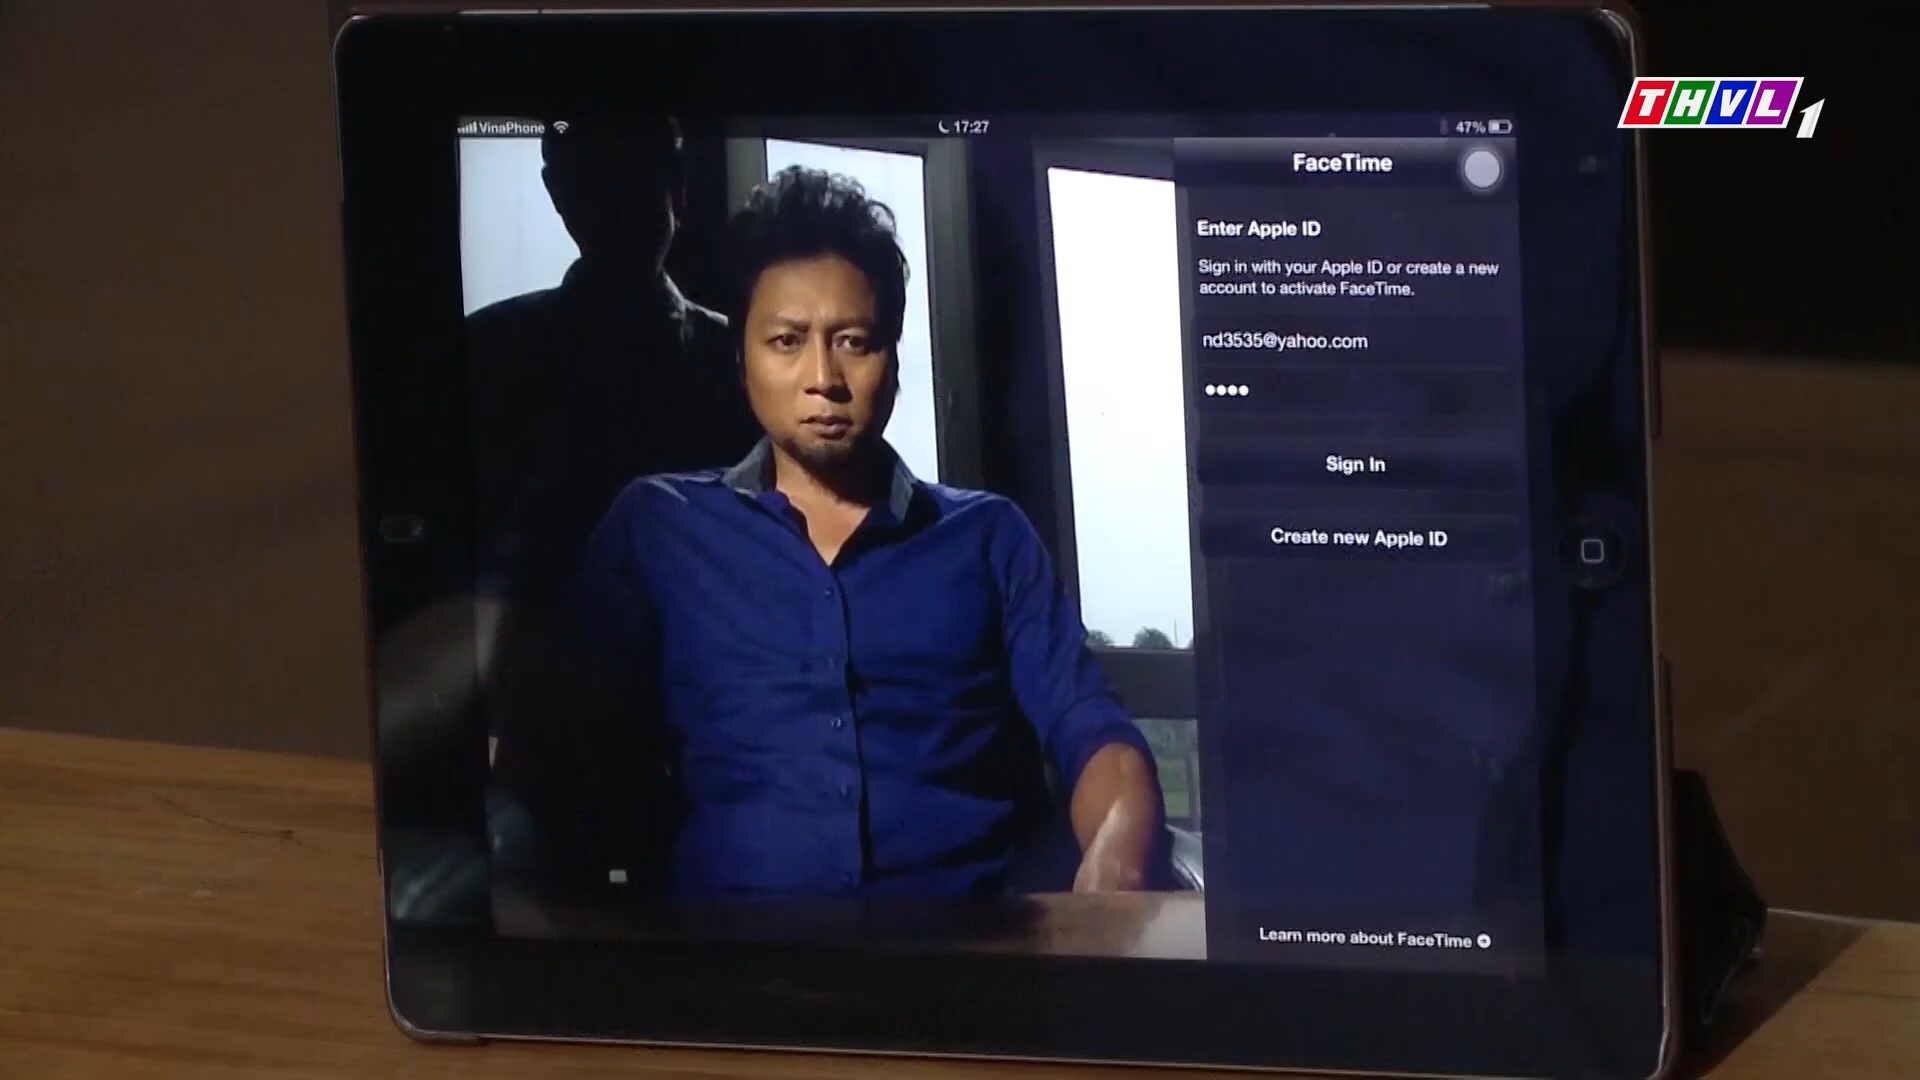 THVL1
VinaPhone 17:27 47%
FaceTime
Enter Apple ID
Sign in with your Apple ID or create a new
account to activate FaceTime.
nd3535@yahoo.com
••••
Sign In
Create new Apple ID
Learn more about FaceTime